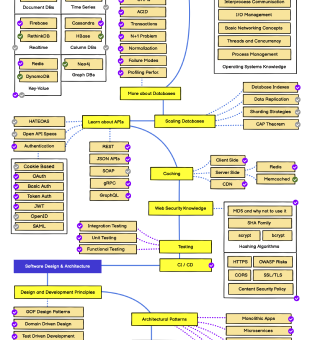 Document DBs
Time Series
Firebase
RethinkDB
Realtime
Cassandra
HBase
Column DBs
Redis
DynamoDB
Key-Value
Neo4j
Graph DBs
ACID
Transactions
N+1 Problem
Normalization
Failure Modes
Profiling Perfor.
More about Databases
Interprocess Communication
I/O Management
Basic Networking Concepts
Threads and Concurrency
Process Management
Operating Systems Knowledge
Database Indexes
Data Replication
Sharding Strategies
CAP Theorem
Scaling Databases
Learn about APIs
HATEOAS
Open API Specs
Authentication
Cookie Based
OAuth
Basic Auth
Token Auth
JWT
OpenID
SAML
REST
JSON APIs
SOAP
gRPC
GraphQL
Caching
Client Side
Server Side
CDN
Redis
Memcached
Web Security Knowledge
MD5 and why not to use it
SHA Family
scrypt
bcrypt
Hashing Algorithms
HTTPS
OWASP Risks
CORS
SSL/TLS
Content Security Policy
Integration Testing
Unit Testing
Functional Testing
Testing
CI / CD
Software Design & Architecture
Design and Development Principles
GOF Design Patterns
Domain Driven Design
Test Driven Development
Architectural Patterns
Monolithic Apps
Microservices